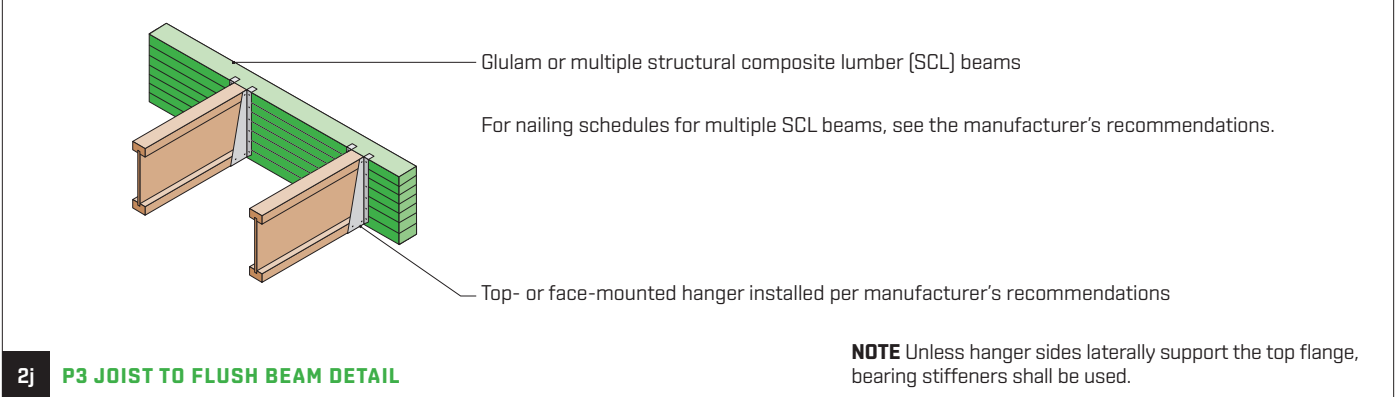 Glulam or multiple structural composite lumber (SCL) beams
For nailing schedules for multiple SCL beams, see the manufacturer’s recommendations.
Top- or face-mounted hanger installed per manufacturer’s recommendations
2j P3 JOIST TO FLUSH BEAM DETAIL
NOTE Unless hanger sides laterally support the top flange,
bearing stiffeners shall be used.